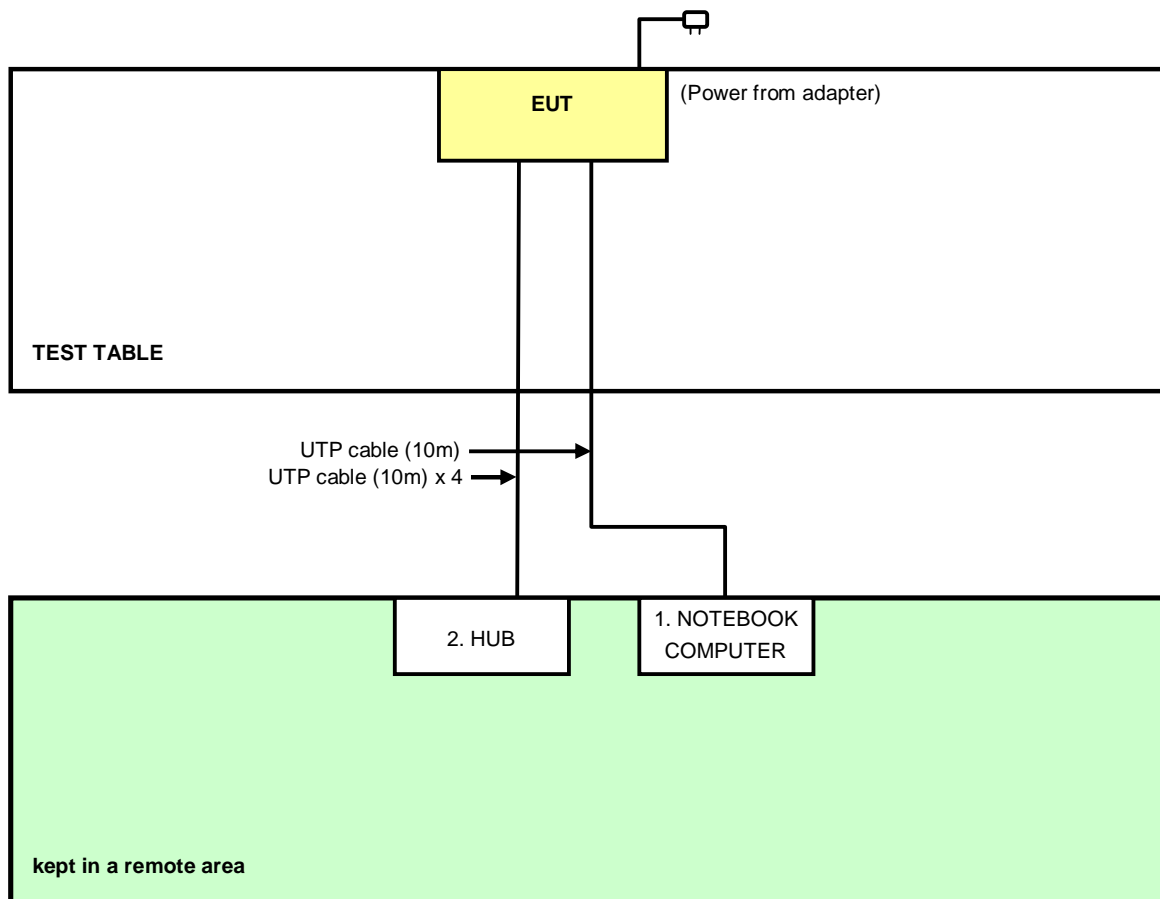 EUT
(Power from adapter)
TEST TABLE
UTP cable (10m)
UTP cable (10m) x 4
2. HUB
1. NOTEBOOK
COMPUTER
kept in a remote area